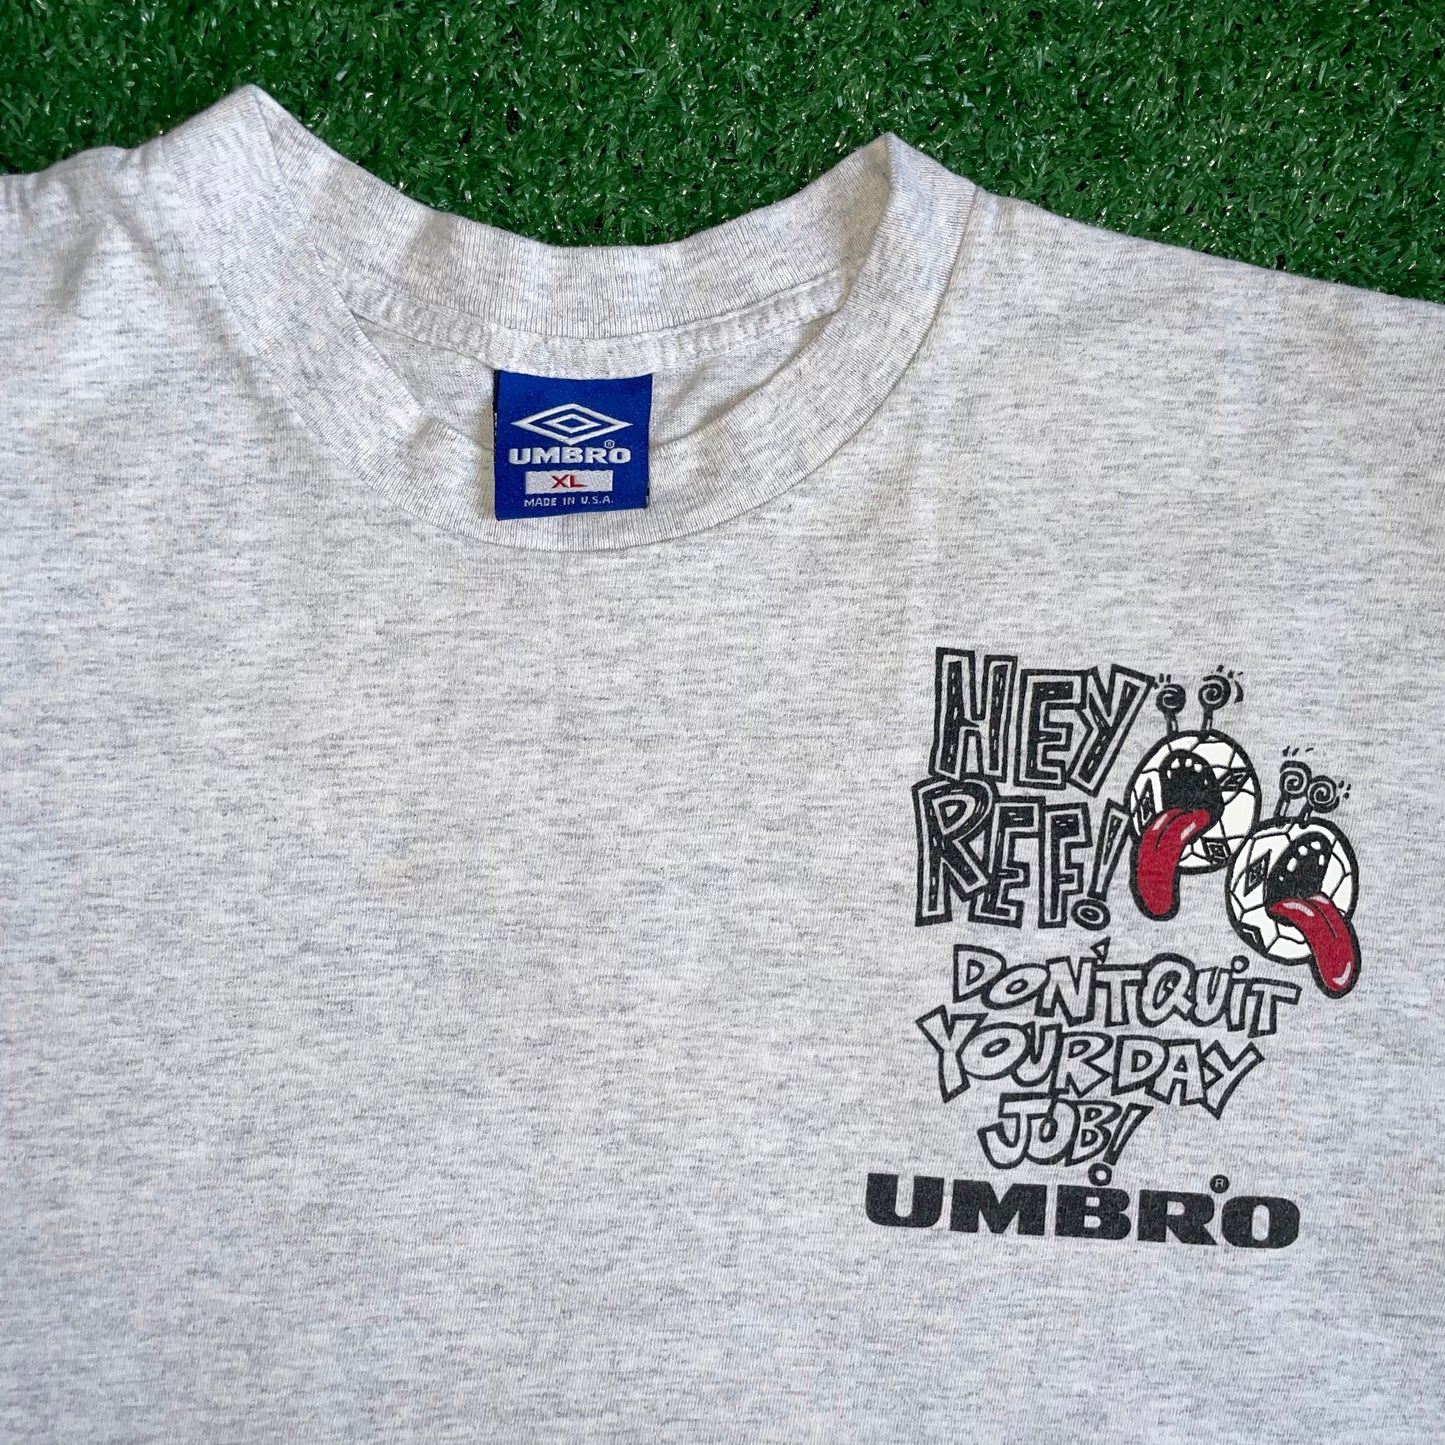 UMBRO®
XL
MADE IN U.S.A.
HEY
REF!
DON'T QUIT
YOUR DAY
JOB!
UMBRO®